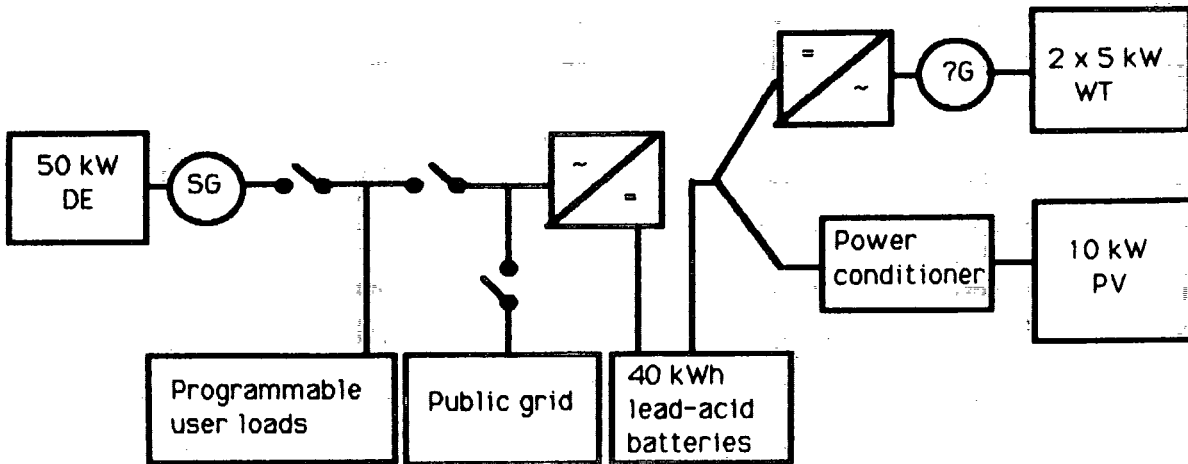 50 kW
DE
SG
~
=
=
~
?G
2 x 5 kW
WT
Power
conditioner
10 kW
PV
Programmable
user loads
Public grid
40 kWh
lead-acid
batteries